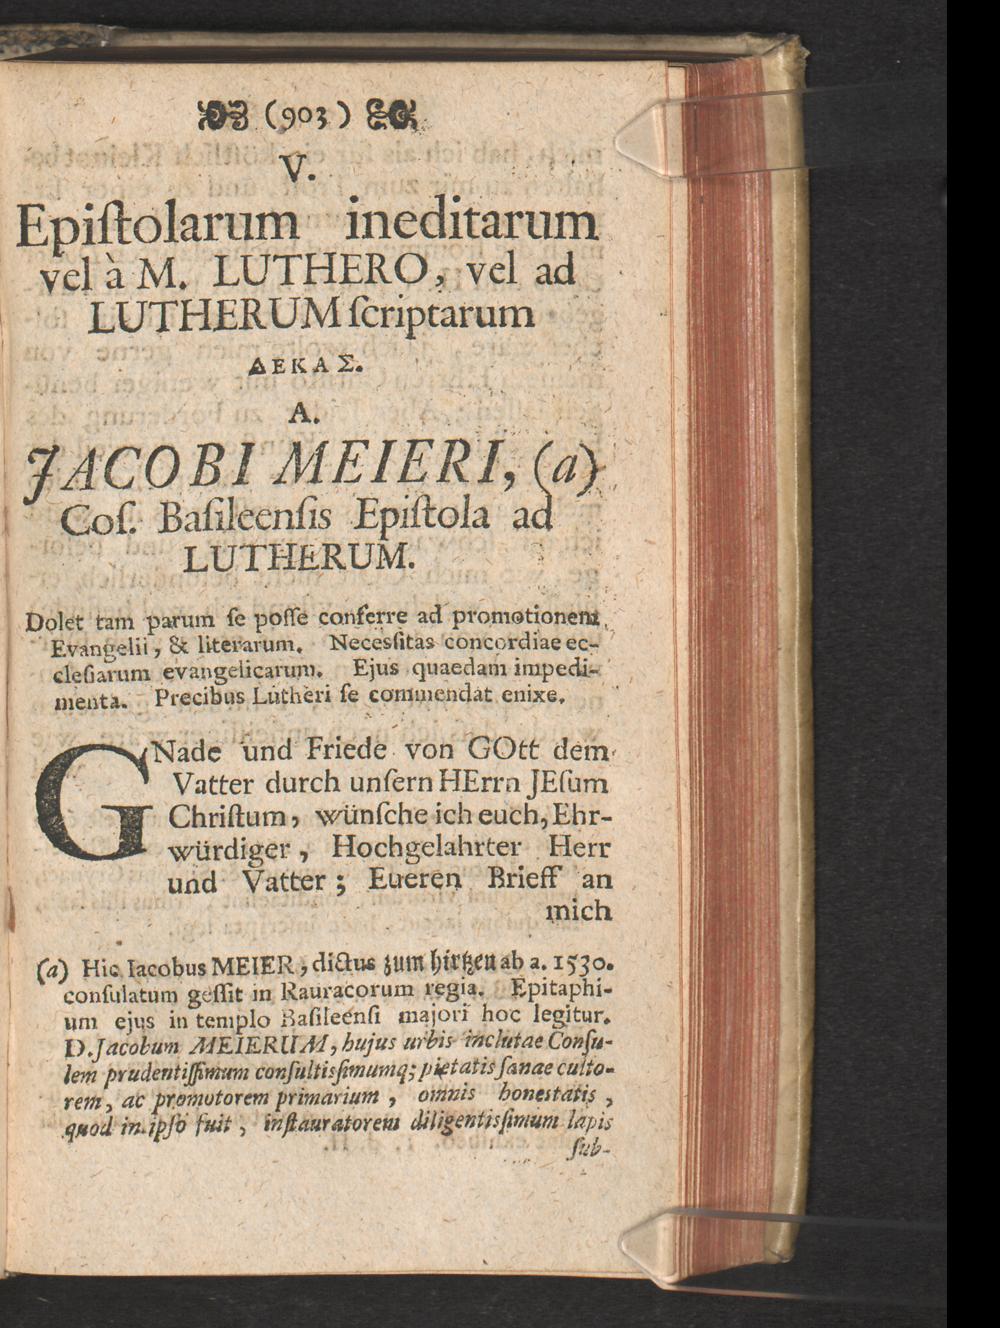 (903)
V.
Epiſtolarum ineditarum
vel à M. LUTHERO, vel ad
LUTHERUM ſcriptarum
ΔΕΚΑΣ.
A.
JACOBI MEIERI, (a)
Coſ. Baſileenſis Epiſtola ad
LUTHERUM.
Dolet tam parum ſe poſſe conferre ad promotionem
Evangelii, & literarum. Neceſſitas concordiae ec-
cleſiarum evangelicarum. Ejus quaedam impedi-
menta. Precibus Lutheri ſe commendat enixe.
GNade und Friede von GOtt dem
Vatter durch unſern HErrn JEſum
Chriſtum, wünſche ich euch, Ehr-
würdiger, Hochgelahrter Herr
und Vatter; Eueren Brieff an
mich
(a) Hic Iacobus MEIER, dictus zum hirtzen ab a. 1530.
conſulatum geſſit in Rauracorum regia. Epitaphi-
um ejus in templo Baſileenſi majori hoc legitur.
D. Jacobum MEIERUM, hujus urbis inclutae Conſu-
lem prudentiſſimum conſultisſimumq; pietatis ſanae culto-
rem, ac promotorem primarium, omnis honestatis,
quod in ipſo fuit, inſtauratorem diligentisſimum lapis
ſub-